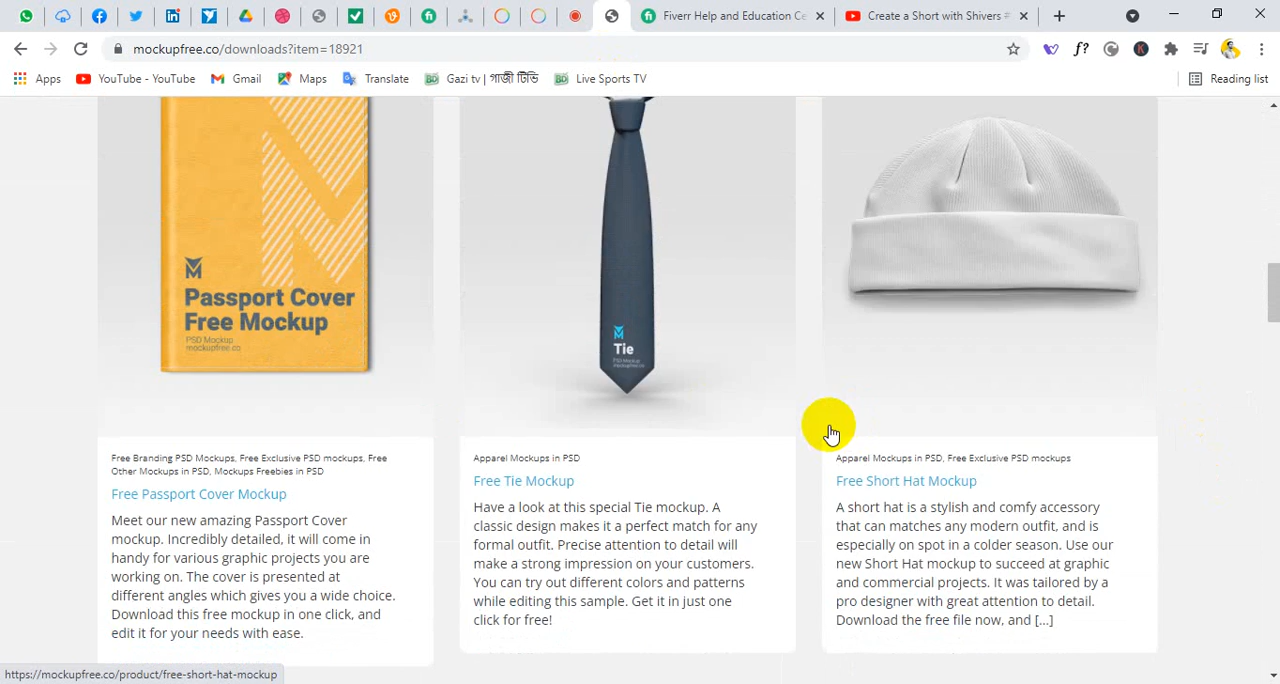 Fiverr Help and Education Ce
Create a Short with Shivers #
mockupfree.co/downloads?item=18921
Apps
YouTube - YouTube
Gmail
Maps
Translate
Gazi tv | গাজী টিভি
Live Sports TV
Reading list
Passport Cover
Free Mockup
PSD Mockup
mockupfree.co
Tie
PSD Mockup
mockupfree.co
Free Branding PSD Mockups, Free Exclusive PSD mockups, Free
Other Mockups in PSD, Mockups Freebies in PSD
Free Passport Cover Mockup
Meet our new amazing Passport Cover
mockup. Incredibly detailed, it will come in
handy for various graphic projects you are
working on. The cover is presented at
different angles which gives you a wide choice.
Download this free mockup in one click, and
edit it for your needs with ease.
Apparel Mockups in PSD
Free Tie Mockup
Have a look at this special Tie mockup. A
classic design makes it a perfect match for any
formal outfit. Precise attention to detail will
make a strong impression on your customers.
You can try out different colors and patterns
while editing this sample. Get it in just one
click for free!
Apparel Mockups in PSD, Free Exclusive PSD mockups
Free Short Hat Mockup
A short hat is a stylish and comfy accessory
that can matches any modern outfit, and is
especially on spot in a colder season. Use our
new Short Hat mockup to succeed at graphic
and commercial projects. It was tailored by a
pro designer with great attention to detail.
Download the free file now, and […]
https://mockupfree.co/product/free-short-hat-mockup